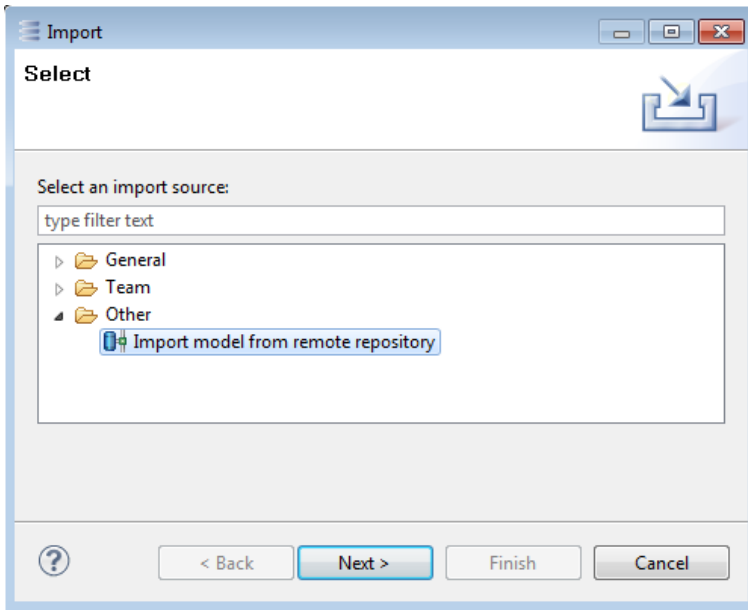 Import
Select
Select an import source:
type filter text
General
Team
Other
Import model from remote repository
? < Back Next > Finish Cancel